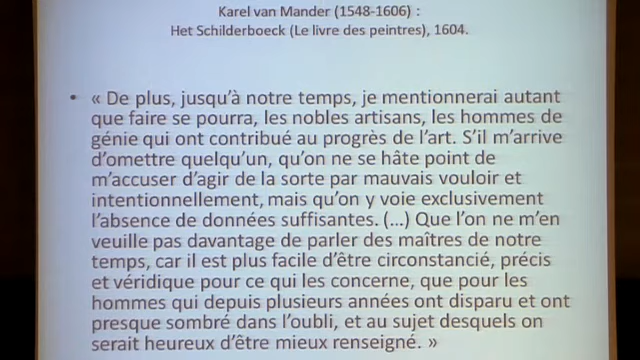 Karel van Mander (1548-1606) :
Het Schilderboeck (Le livre des peintres), 1604.
• « De plus, jusqu’à notre temps, je mentionnerai autant
que faire se pourra, les nobles artisans, les hommes de
génie qui ont contribué au progrès de l’art. S’il m’arrive
d’omettre quelqu’un, qu’on ne se hâte point de
m’accuser d’agir de la sorte par mauvais vouloir et
intentionnellement, mais qu’on y voie exclusivement
l’absence de données suffisantes. (…) Que l’on ne m’en
veuille pas davantage de parler des maîtres de notre
temps, car il est plus facile d’être circonstancié, précis
et véridique pour ce qui les concerne, que pour les
hommes qui depuis plusieurs années ont disparu et ont
presque sombré dans l’oubli, et au sujet desquels on
serait heureux d’être mieux renseigné. »